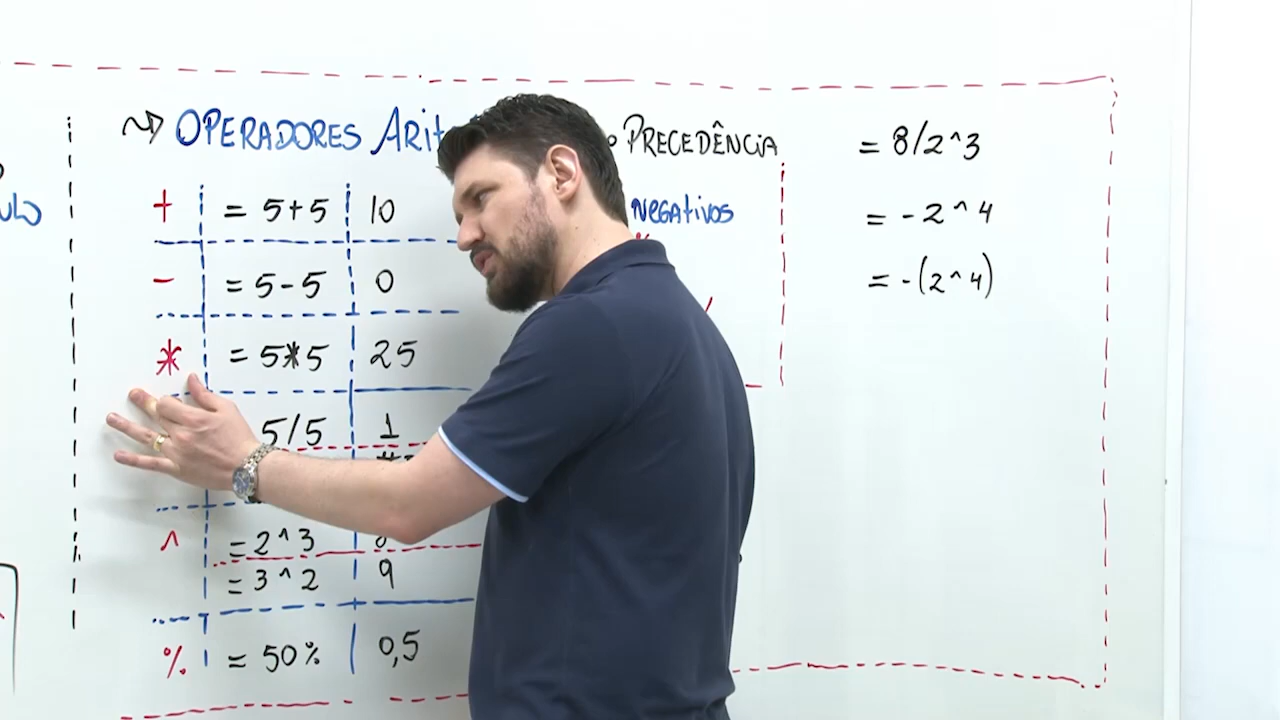 ULO
~> OPERADORES Arit
+ = 5+5 10
- = 5-5 0
* = 5*5 25
5/5 1
^ = 2^3
= 3^2 9
% = 50% 0,5
PRECEDÊNCIA
NEGATIVOS
= 8/2^3
= -2^4
= -(2^4)